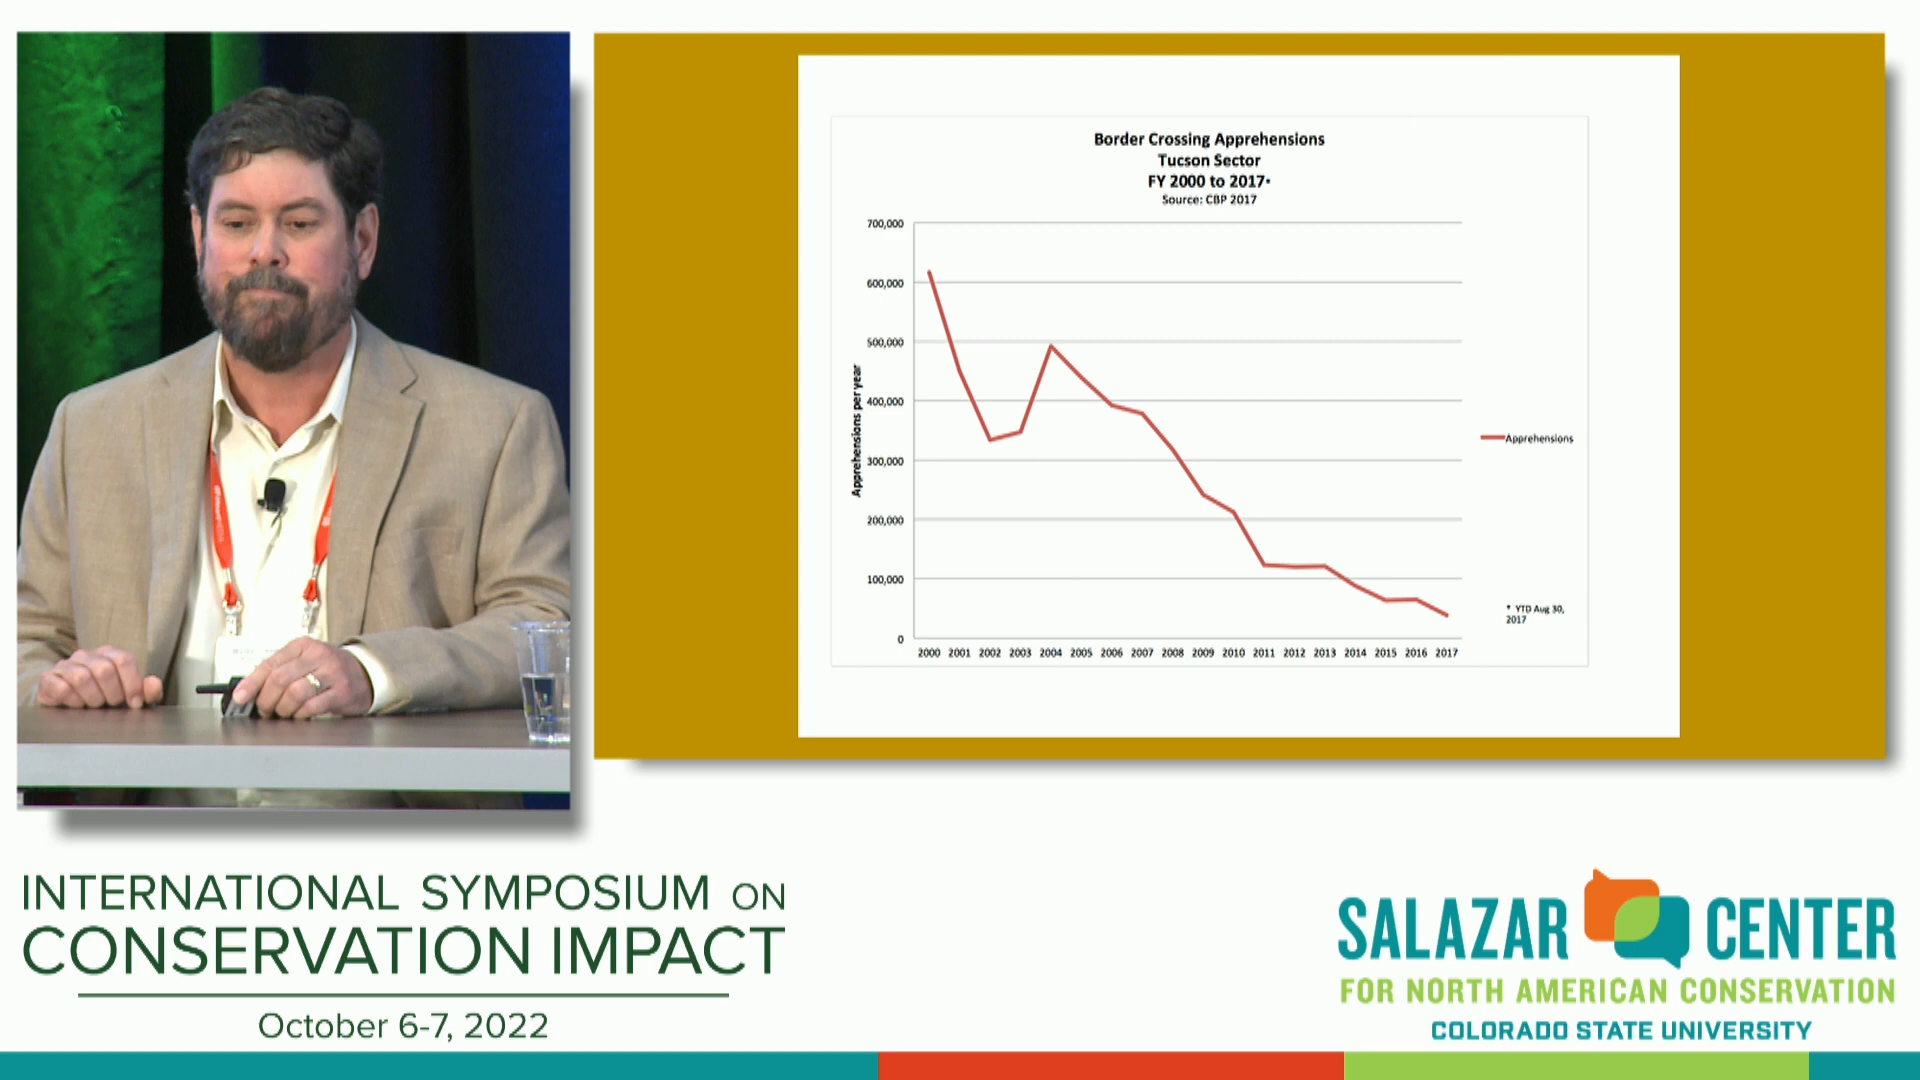 Border Crossing Apprehensions
Tucson Sector
FY 2000 to 2017*
Source: CBP 2017
700,000
600,000
500,000
400,000
300,000
200,000
100,000
0
Apprehensions per year
2000 2001 2002 2003 2004 2005 2006 2007 2008 2009 2010 2011 2012 2013 2014 2015 2016 2017
Apprehensions
* YTD Aug 30,
2017
INTERNATIONAL SYMPOSIUM ON
CONSERVATION IMPACT
October 6-7, 2022
SALAZAR CENTER
FOR NORTH AMERICAN CONSERVATION
COLORADO STATE UNIVERSITY